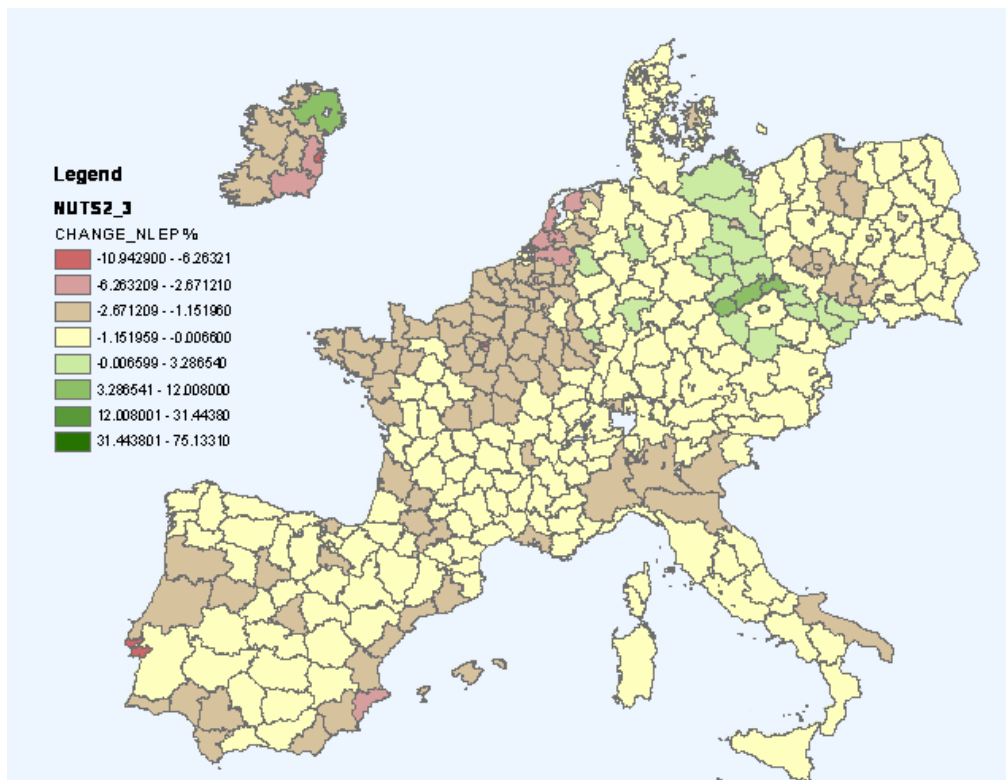 Legend
NUTS2_3
CHANGE_NLEP%
-10.942900 - -6.26321
-6.263209 - -2.671210
-2.671209 - -1.151960
-1.151959 - -0.006600
-0.006599 - 3.286540
3.286541 - 12.008000
12.008001 - 31.44380
31.443801 - 75.13310